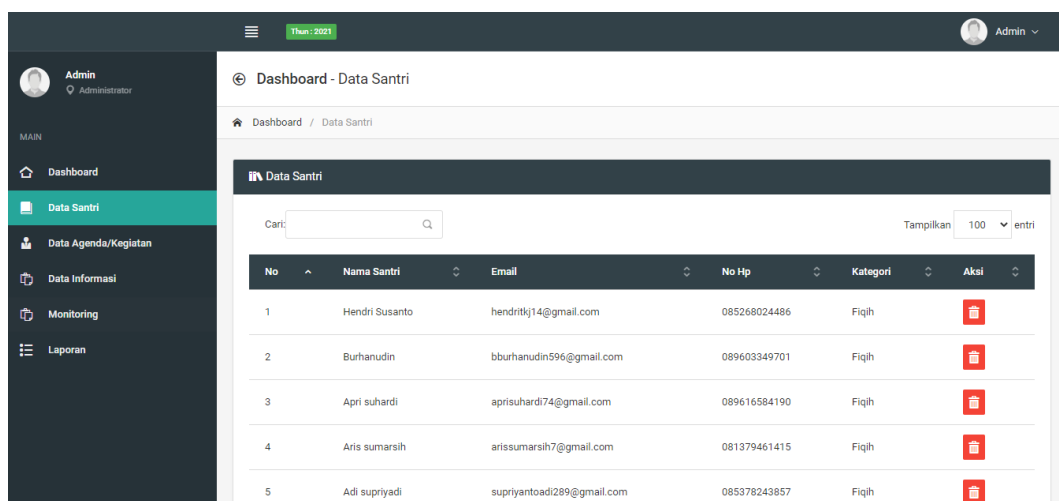 Thun : 2021
Admin
Admin
Administrator
MAIN
Dashboard
Data Santri
Data Agenda/Kegiatan
Data Informasi
Monitoring
Laporan
Dashboard - Data Santri
Dashboard / Data Santri
Data Santri
Cari:
Tampilkan 100 entri
No Nama Santri Email No Hp Kategori Aksi
1 Hendri Susanto hendritkj14@gmail.com 085268024486 Fiqih
2 Burhanudin bburhanudin596@gmail.com 089603349701 Fiqih
3 Apri suhardi aprisuhardi74@gmail.com 089616584190 Fiqih
4 Aris sumarsih arissumarsih7@gmail.com 081379461415 Fiqih
5 Adi supriyadi supriyantoadi289@gmail.com 085378243857 Fiqih